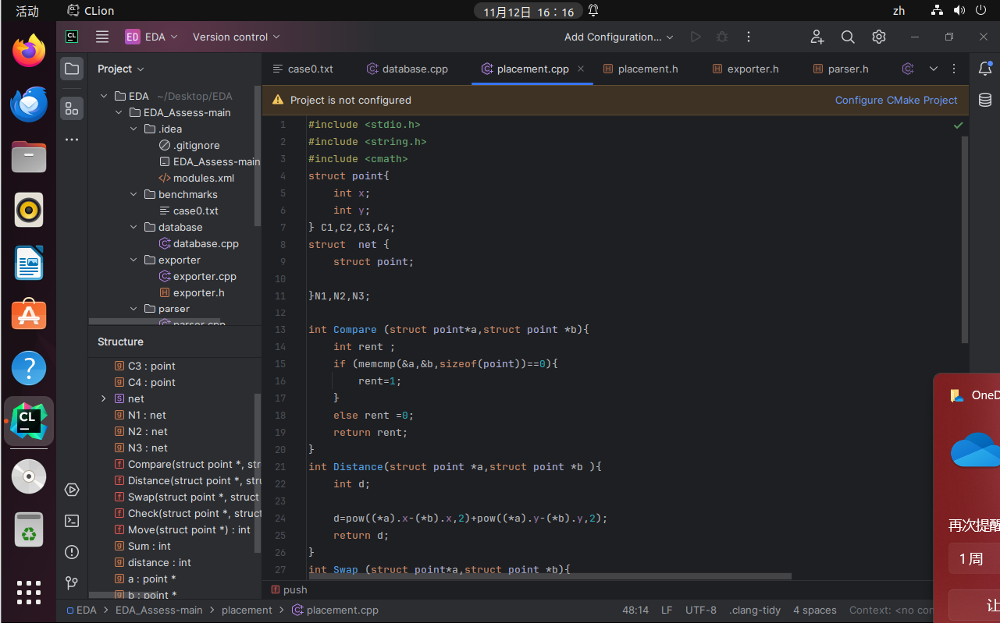 活动
CLion
11月12日 16：16
zh
ED EDA
Version control
Add Configuration...
Project
case0.txt
database.cpp
placement.cpp
placement.h
exporter.h
parser.h
EDA ~/Desktop/EDA
EDA_Assess-main
.idea
.gitignore
EDA_Assess-main
modules.xml
benchmarks
case0.txt
database
database.cpp
exporter
exporter.cpp
exporter.h
parser
parser.cpp
Project is not configured
Configure CMake Project
1 #include <stdio.h>
2 #include <string.h>
3 #include <cmath>
4 struct point{
5 int x;
6 int y;
7 } C1,C2,C3,C4;
8 struct  net {
9 struct point;
10
11 }N1,N2,N3;
12
13 int Compare (struct point*a,struct point *b){
14 int rent ;
15 if (memcmp(&a,&b,sizeof(point))==0){
16 rent=1;
17 }
18 else rent =0;
19 return rent;
20 }
21 int Distance(struct point *a,struct point *b ){
22 int d;
23
24 d=pow((*a).x-(*b).x,2)+pow((*a).y-(*b).y,2);
25 return d;
26 }
27 int Swap (struct point*a,struct point *b){
Structure
C3 : point
C4 : point
net
N1 : net
N2 : net
N3 : net
Compare(struct point *, str
Distance(struct point *, stru
Swap(struct point *, struct
Check(struct point *, struct
Move(struct point *) : int
Sum : int
distance : int
a : point *
b : point *
push
EDA > EDA_Assess-main > placement > placement.cpp
48:14 LF UTF-8 .clang-tidy 4 spaces Context: <no con
OneD
再次提醒
1 周
让